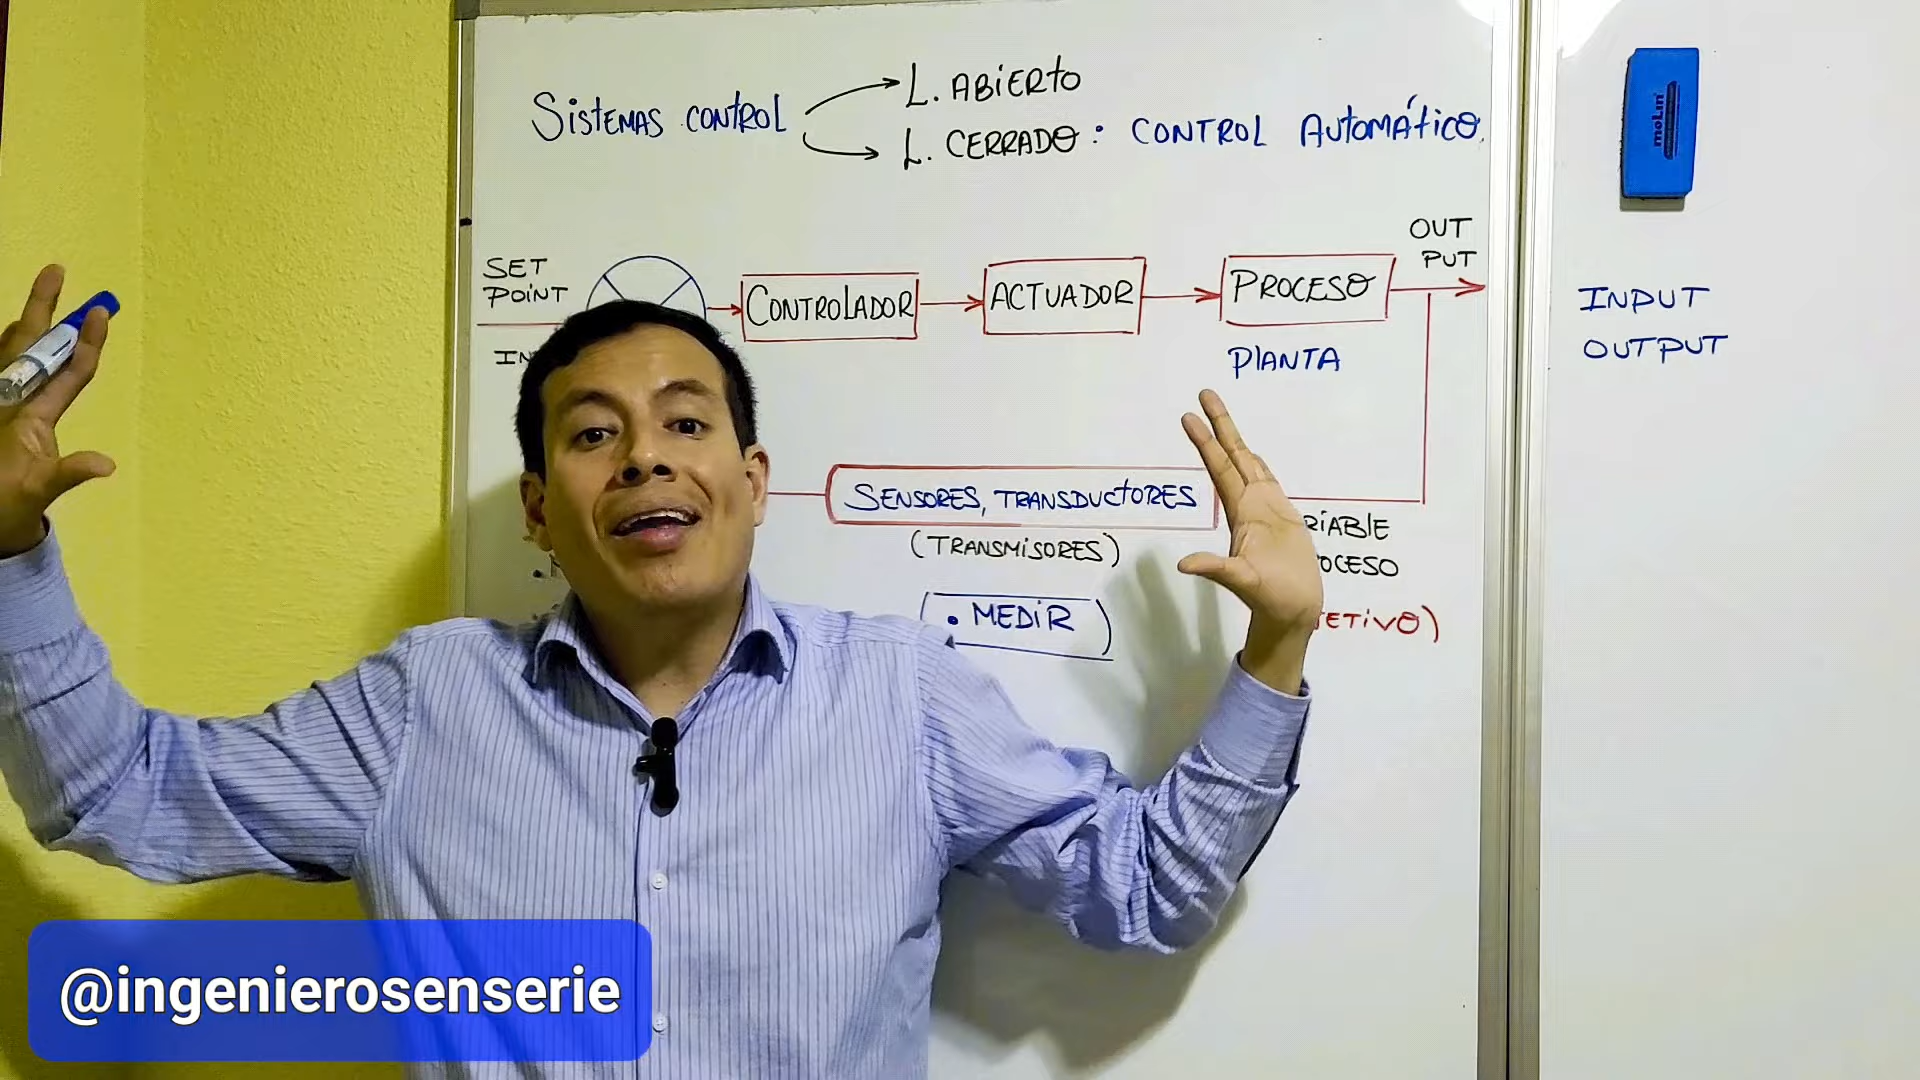 L. ABIERTO
Sistemas control
L. CERRADO : CONTROL AUTOMÁTICO.
moLin
OUT
PUT
SET
POINT
CONTROLADOR
ACTUADOR
PROCESO
INPUT
OUTPUT
PLANTA
SENSORES, TRANSDUCTORES
(TRANSMISORES)
. MEDIR
@ingenierosenserie